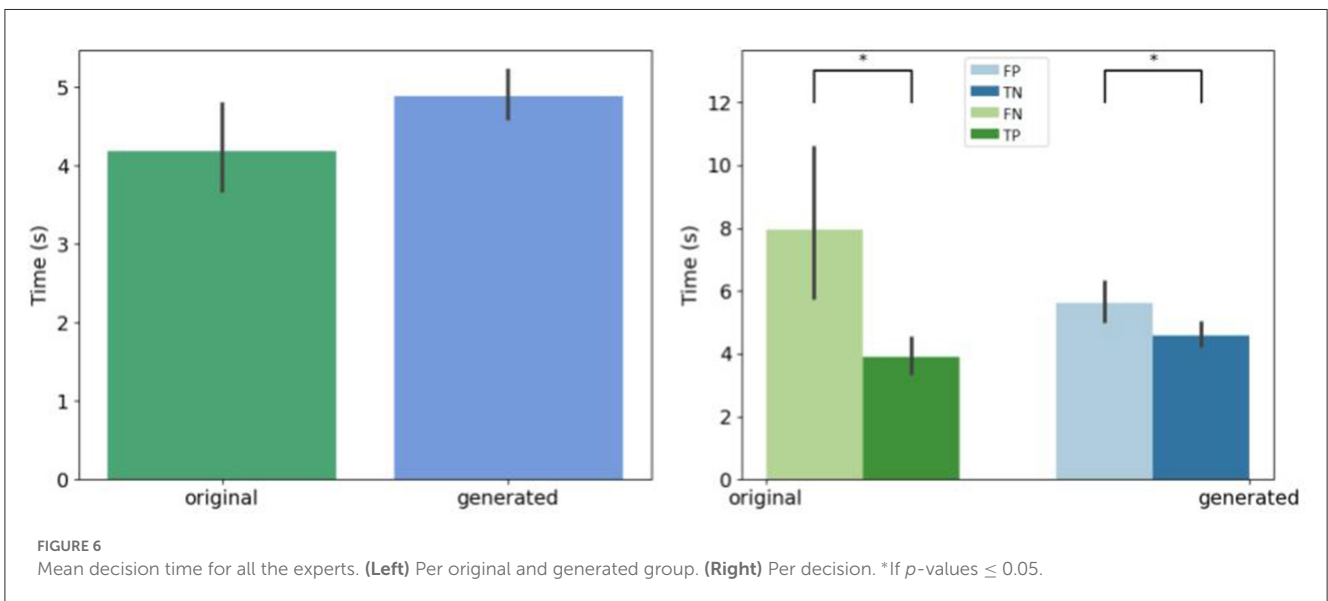 5
4
3
2
1
0
Time (s)
original
generated
12
10
8
6
4
2
0
Time (s)
*
*
FP
TN
FN
TP
original
generated
FIGURE 6
Mean decision time for all the experts. (Left) Per original and generated group. (Right) Per decision. *If p-values ≤ 0.05.